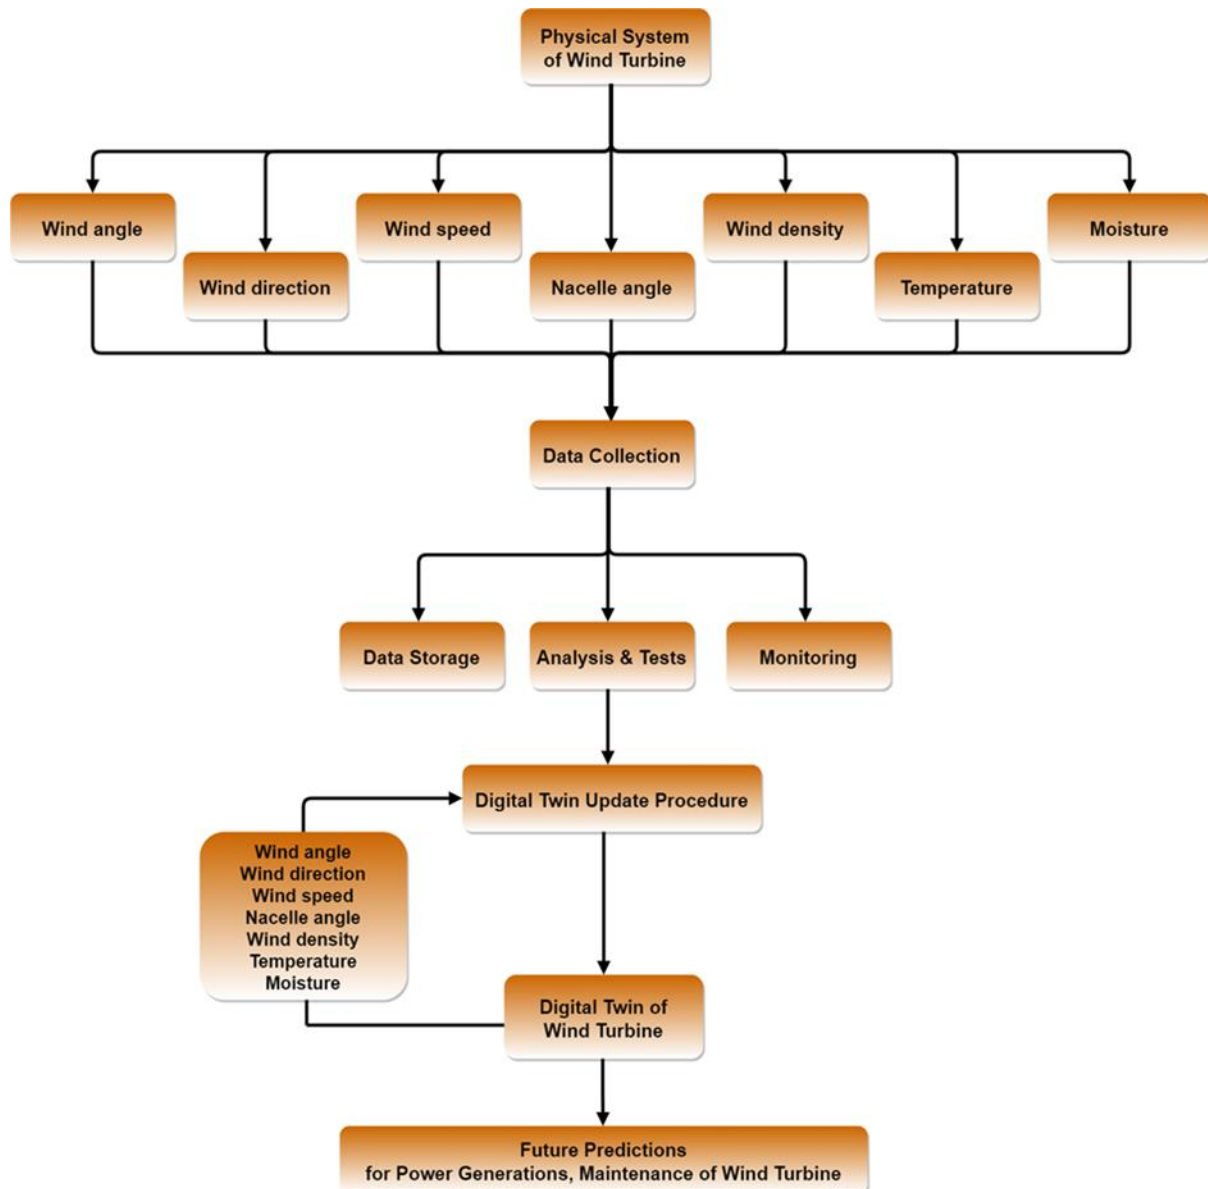 Physical System
of Wind Turbine
Wind angle
Wind speed
Wind density
Moisture
Wind direction
Nacelle angle
Temperature
Data Collection
Data Storage
Analysis & Tests
Monitoring
Digital Twin Update Procedure
Wind angle
Wind direction
Wind speed
Nacelle angle
Wind density
Temperature
Moisture
Digital Twin of
Wind Turbine
Future Predictions
for Power Generations, Maintenance of Wind Turbine